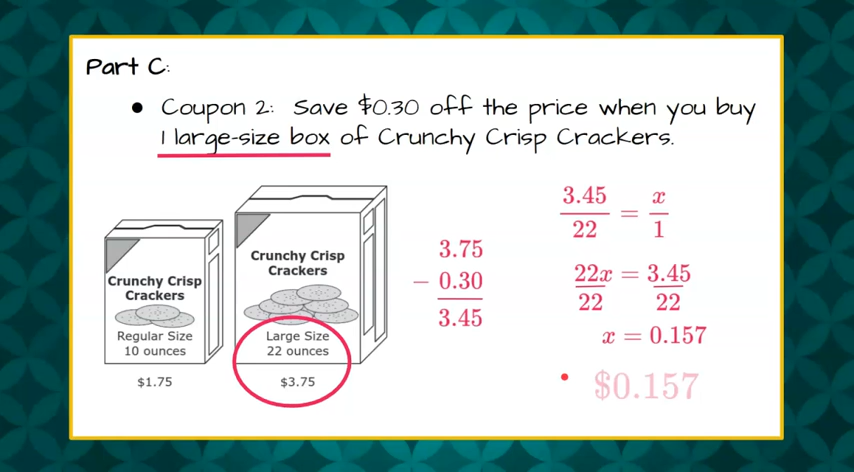 Part C:
• Coupon 2: Save $0.30 off the price when you buy
1 large-size box of Crunchy Crisp Crackers.
Crunchy Crisp
Crackers
Regular Size
10 ounces
$1.75
Crunchy Crisp
Crackers
Large Size
22 ounces
$3.75
3.75
− 0.30
3.45
3.45/22 = x/1
22x/22 = 3.45/22
x = 0.157
$0.157